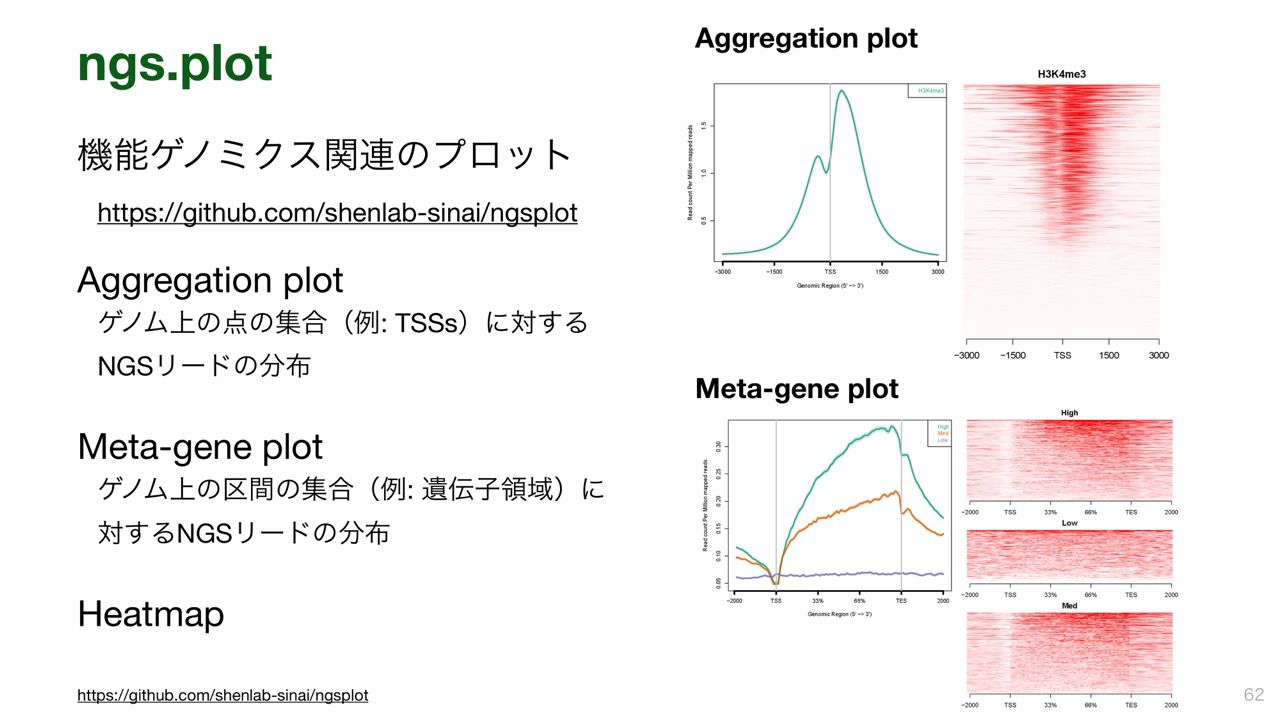 ngs.plot
機能ゲノミクス関連のプロット
https://github.com/shenlab-sinai/ngsplot
Aggregation plot
ゲノム上の点の集合（例: TSSs）に対する
NGSリードの分布
Meta-gene plot
ゲノム上の区間の集合（例: 遺伝子領域）に
対するNGSリードの分布
Heatmap
https://github.com/shenlab-sinai/ngsplot
Aggregation plot
H3K4me3
Read count Per Million mapped reads
1.5
1.0
0.5
−3000 −1500 TSS 1500 3000
Genomic Region (5' −> 3')
H3K4me3
−3000 −1500 TSS 1500 3000
Meta-gene plot
High
Med
Low
Read count Per Million mapped reads
0.30
0.25
0.20
0.15
0.10
0.05
−2000 TSS 33% 66% TES 2000
Genomic Region (5' −> 3')
High
−2000 TSS 33% 66% TES 2000
Low
−2000 TSS 33% 66% TES 2000
Med
−2000 TSS 33% 66% TES 2000
62